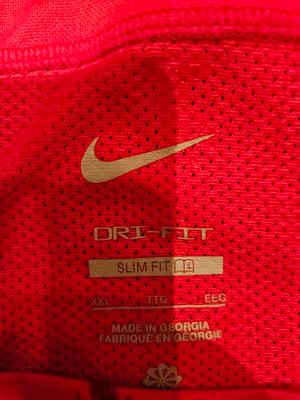 DRI-FIT
SLIM FIT
XXL TTG EEG
MADE IN GEORGIA
FABRIQUÉ EN GÉORGIE